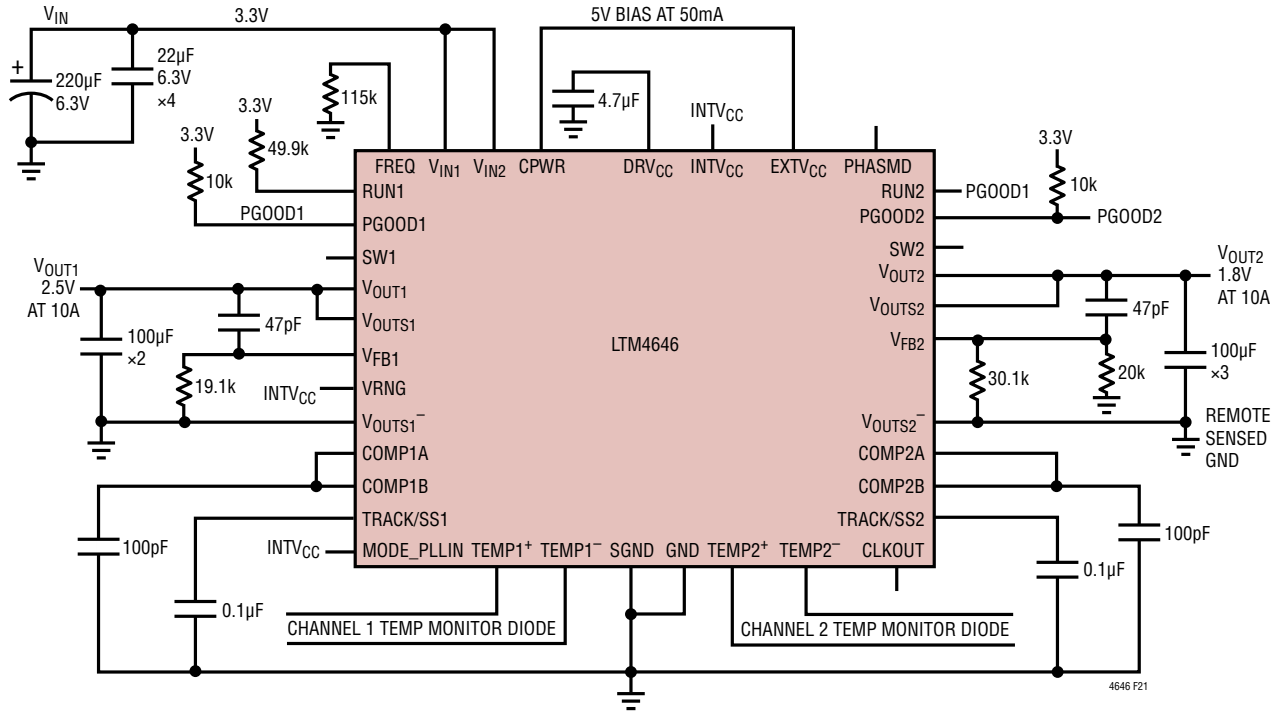 VIN
3.3V
5V BIAS AT 50mA
+
220µF
6.3V
22µF
6.3V
×4
3.3V
10k
3.3V
49.9k
115k
4.7µF
INTVCC
3.3V
10k
FREQ
VIN1
VIN2
CPWR
DRVCC
INTVCC
EXTVCC
PHASMD
RUN1
PGOOD1
PGOOD1
SW1
VOUT1
VOUTS1
VFB1
VRNG
VOUTS1–
COMP1A
COMP1B
TRACK/SS1
MODE_PLLIN
TEMP1+
TEMP1–
SGND
GND
TEMP2+
TEMP2–
CLKOUT
LTM4646
RUN2
PGOOD1
PGOOD2
PGOOD2
SW2
VOUT2
VOUTS2
VFB2
VOUTS2–
COMP2A
COMP2B
TRACK/SS2
VOUT1
2.5V
AT 10A
100µF
×2
47pF
19.1k
INTVCC
100pF
INTVCC
0.1µF
CHANNEL 1 TEMP MONITOR DIODE
CHANNEL 2 TEMP MONITOR DIODE
VOUT2
1.8V
AT 10A
47pF
30.1k
20k
100µF
×3
REMOTE
SENSED
GND
100pF
0.1µF
4646 F21